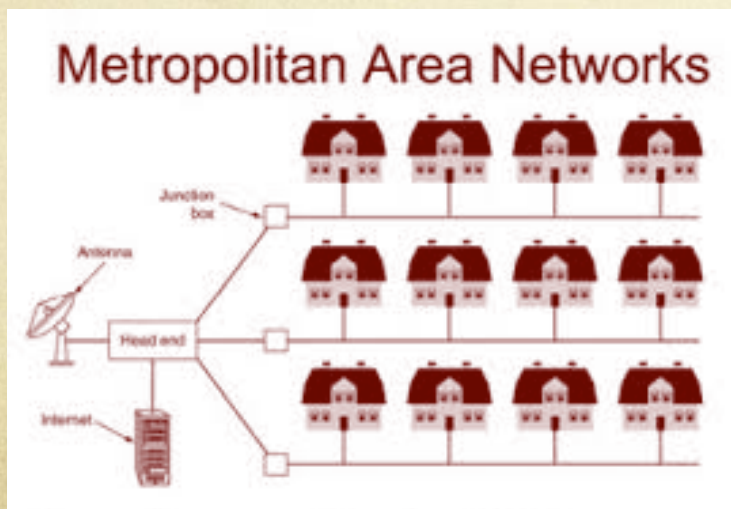 Metropolitan Area Networks
Junction
box
Antenna
Head end
Internet